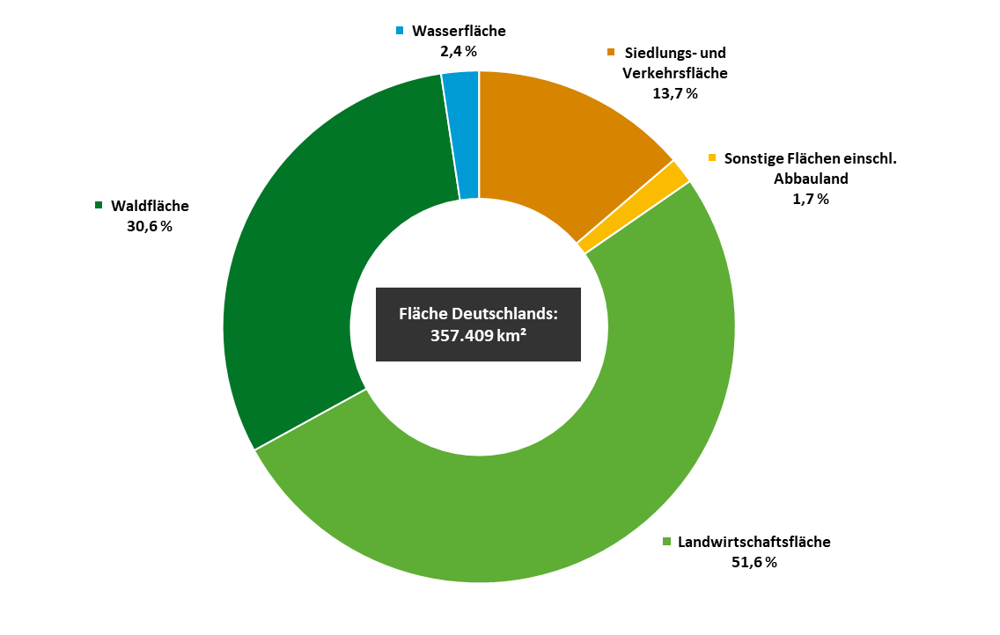 Wasserfläche
2,4 %
Siedlungs- und
Verkehrsfläche
13,7 %
Sonstige Flächen einschl.
Abbauland
1,7 %
Waldfläche
30,6 %
Fläche Deutschlands:
357.409 km²
Landwirtschaftsfläche
51,6 %